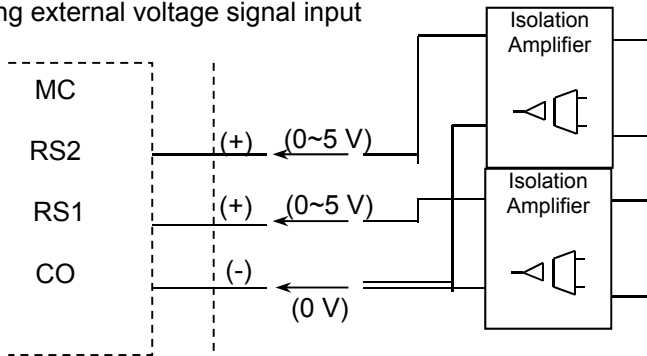 ng external voltage signal input
Isolation
Amplifier
MC
RS2
(+)
(0~5 V)
Isolation
Amplifier
RS1
(+)
(0~5 V)
CO
(-)
(0 V)